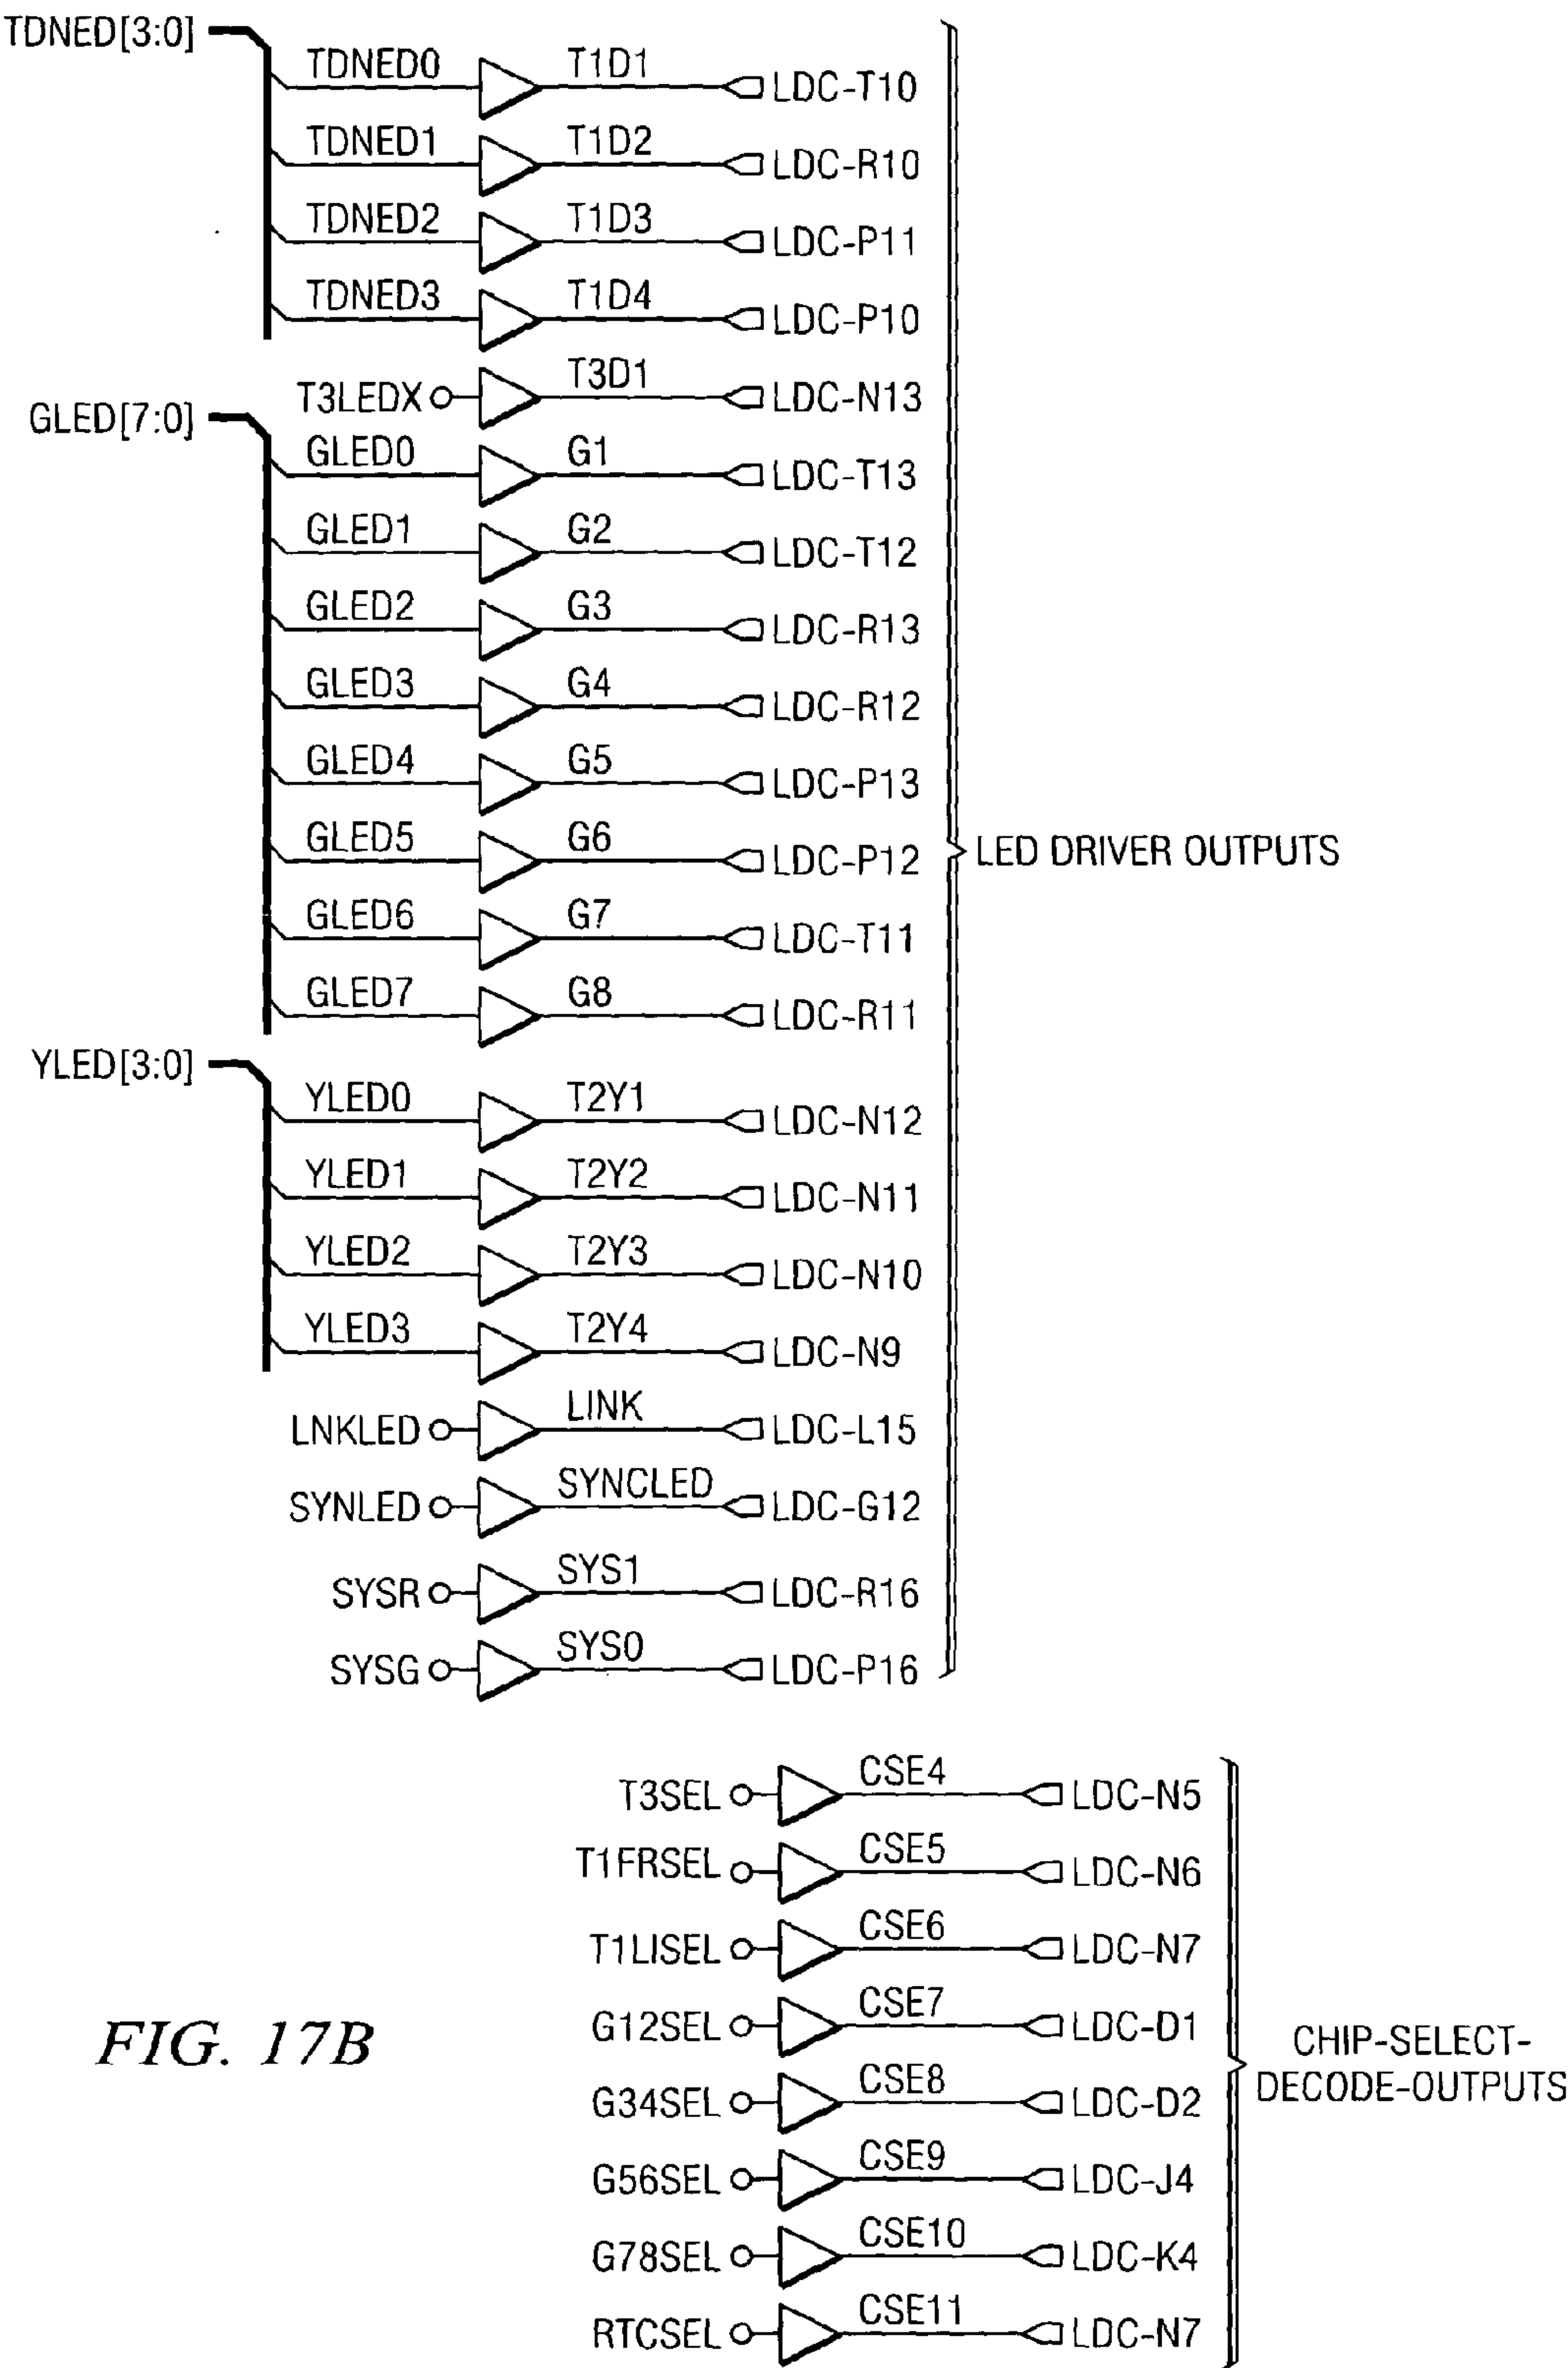 TDNED[3:0]
TDNED0 T1D1 LDC-T10
TDNED1 T1D2 LDC-R10
TDNED2 T1D3 LDC-P11
TDNED3 T1D4 LDC-P10
T3LEDX T3D1 LDC-N13
GLED[7:0]
GLED0 G1 LDC-T13
GLED1 G2 LDC-T12
GLED2 G3 LDC-R13
GLED3 G4 LDC-R12
GLED4 G5 LDC-P13
GLED5 G6 LDC-P12
LED DRIVER OUTPUTS
GLED6 G7 LDC-T11
GLED7 G8 LDC-R11
YLED[3:0]
YLED0 T2Y1 LDC-N12
YLED1 T2Y2 LDC-N11
YLED2 T2Y3 LDC-N10
YLED3 T2Y4 LDC-N9
LNKLED LINK LDC-L15
SYNLED SYNCLED LDC-G12
SYSR SYS1 LDC-R16
SYSG SYS0 LDC-P16
T3SEL CSE4 LDC-N5
T1FRSEL CSE5 LDC-N6
T1LISEL CSE6 LDC-N7
G12SEL CSE7 LDC-D1
G34SEL CSE8 LDC-D2
G56SEL CSE9 LDC-J4
G78SEL CSE10 LDC-K4
RTCSEL CSE11 LDC-N7
CHIP-SELECT-
DECODE-OUTPUTS
FIG. 17B